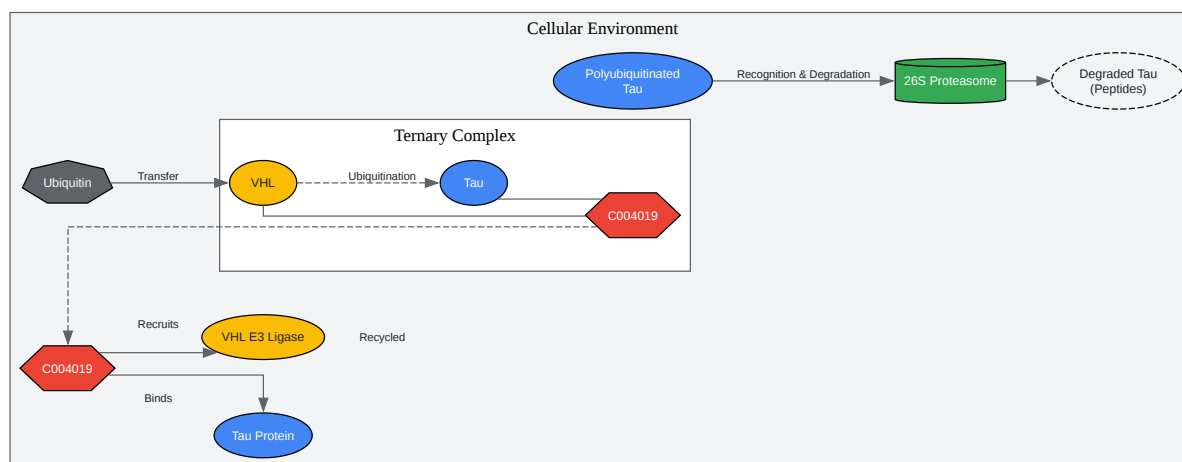 Cellular Environment
Polyubiquitinated
Tau
Recognition & Degradation
26S Proteasome
Degraded Tau
(Peptides)
Ternary Complex
Ubiquitin
Transfer
VHL
Ubiquitination
Tau
C004019
Recruits
VHL E3 Ligase
Recycled
C004019
Binds
Tau Protein